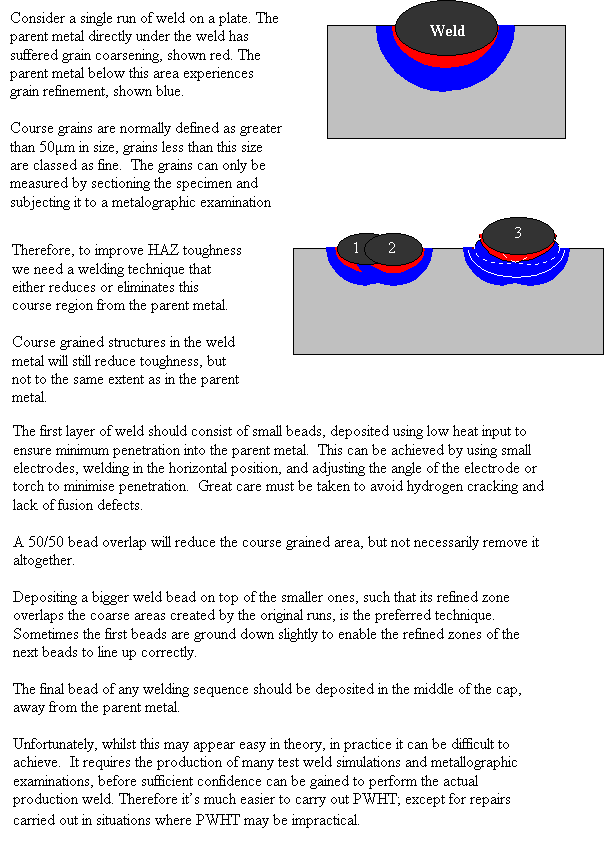 Consider a single run of weld on a plate. The
parent metal directly under the weld has
suffered grain coarsening, shown red. The
parent metal below this area experiences
grain refinement, shown blue.
Weld
Course grains are normally defined as greater
than 50μm in size, grains less than this size
are classed as fine. The grains can only be
measured by sectioning the specimen and
subjecting it to a metalographic examination
Therefore, to improve HAZ toughness
we need a welding technique that
either reduces or eliminates this
course region from the parent metal.
1 2 3
Course grained structures in the weld
metal will still reduce toughness, but
not to the same extent as in the parent
metal.
The first layer of weld should consist of small beads, deposited using low heat input to
ensure minimum penetration into the parent metal. This can be achieved by using small
electrodes, welding in the horizontal position, and adjusting the angle of the electrode or
torch to minimise penetration. Great care must be taken to avoid hydrogen cracking and
lack of fusion defects.
A 50/50 bead overlap will reduce the course grained area, but not necessarily remove it
altogether.
Depositing a bigger weld bead on top of the smaller ones, such that its refined zone
overlaps the coarse areas created by the original runs, is the preferred technique.
Sometimes the first beads are ground down slightly to enable the refined zones of the
next beads to line up correctly.
The final bead of any welding sequence should be deposited in the middle of the cap,
away from the parent metal.
Unfortunately, whilst this may appear easy in theory, in practice it can be difficult to
achieve. It requires the production of many test weld simulations and metallographic
examinations, before sufficient confidence can be gained to perform the actual
production weld. Therefore it's much easier to carry out PWHT; except for repairs
carried out in situations where PWHT may be impractical.